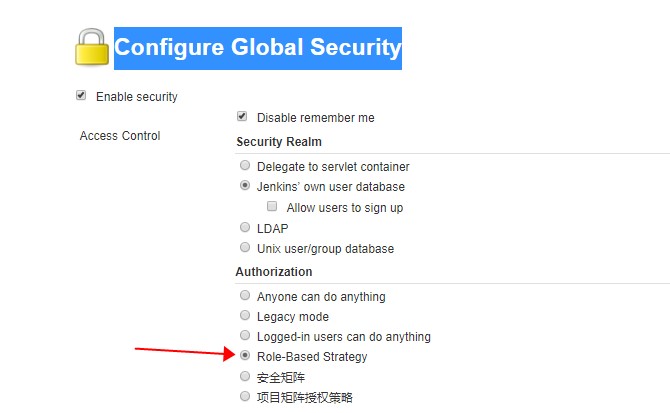 Configure Global Security
Enable security
Disable remember me
Access Control
Security Realm
Delegate to servlet container
Jenkins’ own user database
Allow users to sign up
LDAP
Unix user/group database
Authorization
Anyone can do anything
Legacy mode
Logged-in users can do anything
Role-Based Strategy
安全矩阵
项目矩阵授权策略